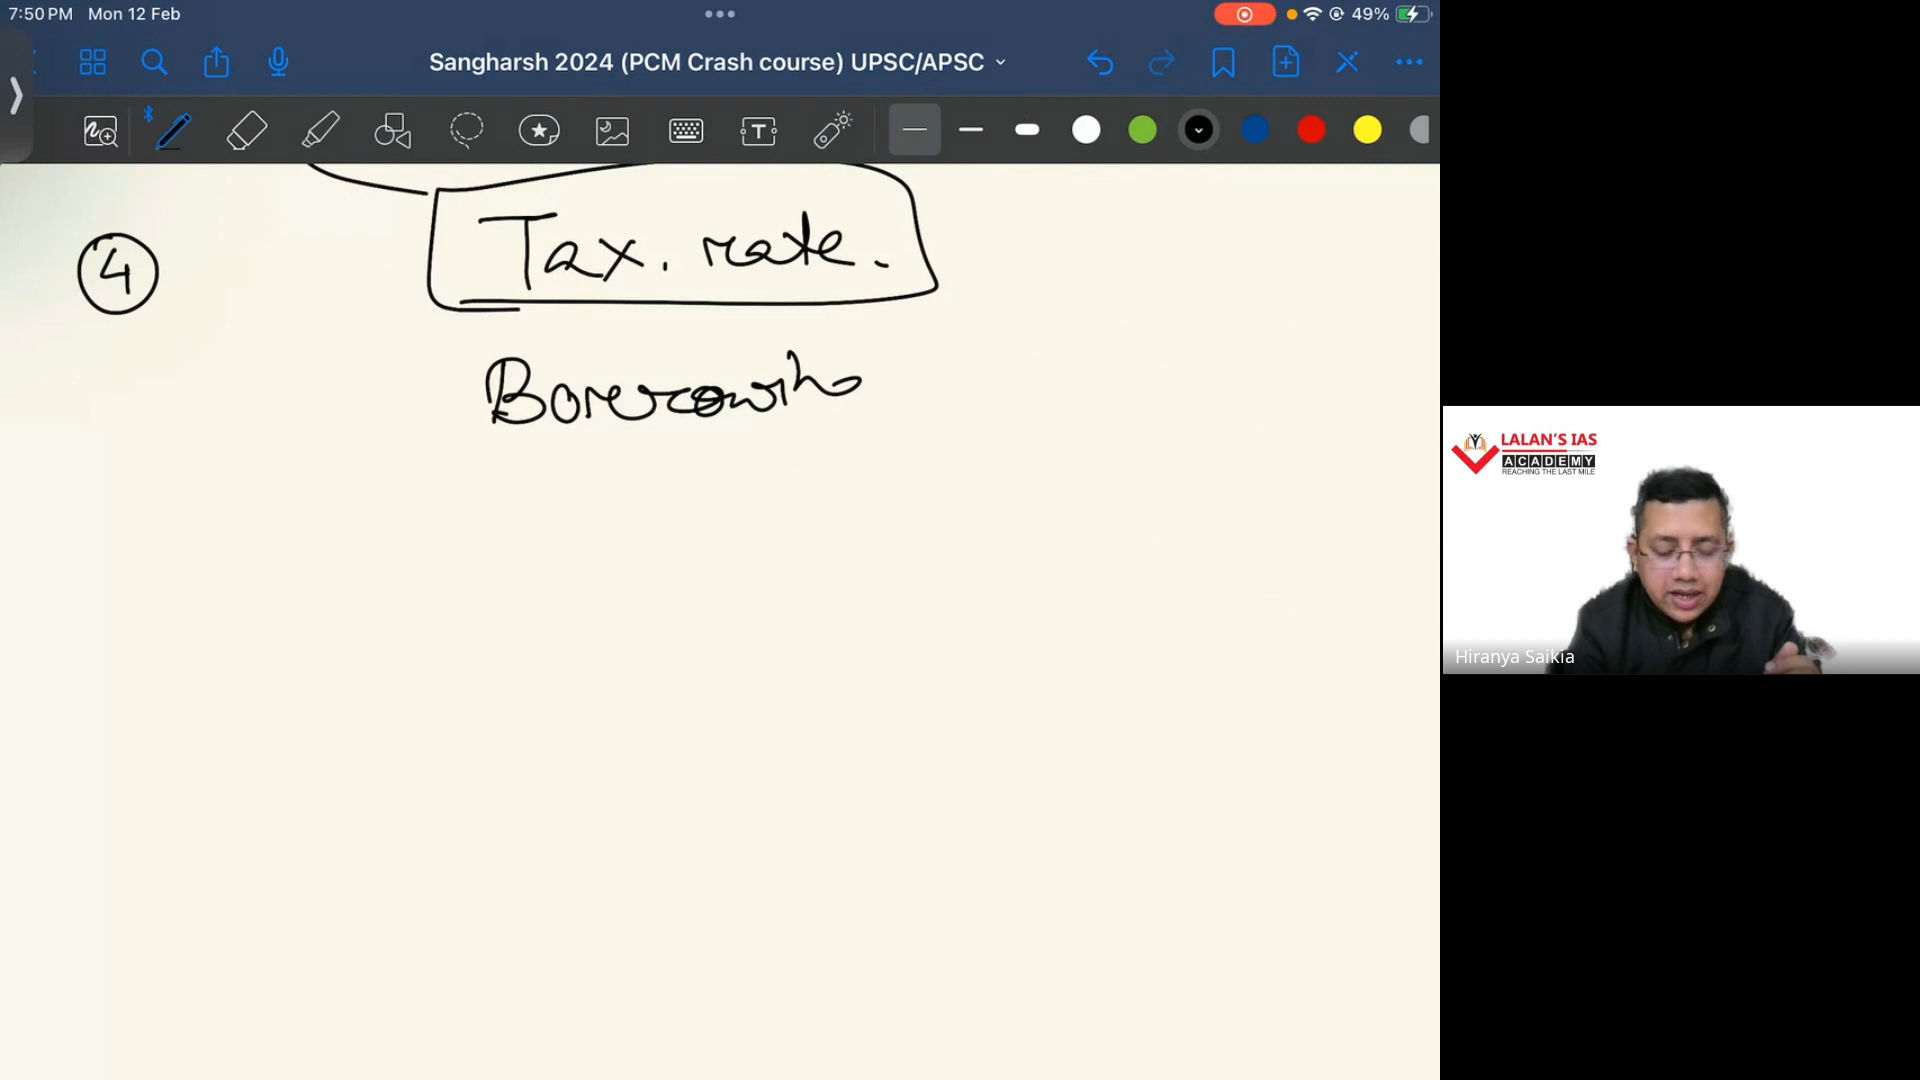 7:50 PM Mon 12 Feb
49%
Sangharsh 2024 (PCM Crash course) UPSC/APSC
T
4
Tax. rate.
LALAN'S IAS
ACADEMY
REACHING THE LAST MILE
Hiranya Saikia